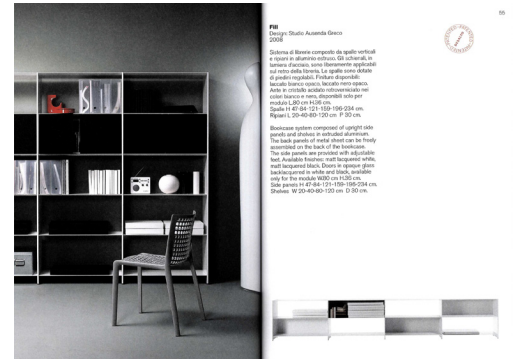 55
Fill
Design: Studio Ausenda Greco
2008
Sistema di librerie composto da spalle verticali
e ripiani in alluminio estruso. Gli schienali, in
lamiera d'acciaio, sono liberamente applicabili
sul retro della libreria. Le spalle sono dotate
di piedini regolabili. Finiture disponibili:
laccato bianco opaco, laccato nero opaco.
Ante in cristallo acidato retroverniciato nei
colori bianco e nero, disponibili solo per
modulo L.80 cm H.36 cm.
Spalle H 47-84-121-159-196-234 cm.
Ripiani L 20-40-80-120 cm P 30 cm.
Bookcase system composed of upright side
panels and shelves in extruded aluminium.
The back panels of metal sheet can be freely
assembled on the back of the bookcase.
The side panels are provided with adjustable
feet. Available finishes: matt lacquered white,
matt lacquered black. Doors in opaque glass
backlacquered in white and black, available
only for the module W.80 cm H.36 cm.
Side panels H 47-84-121-159-196-234 cm.
Shelves W 20-40-80-120 cm D 30 cm.